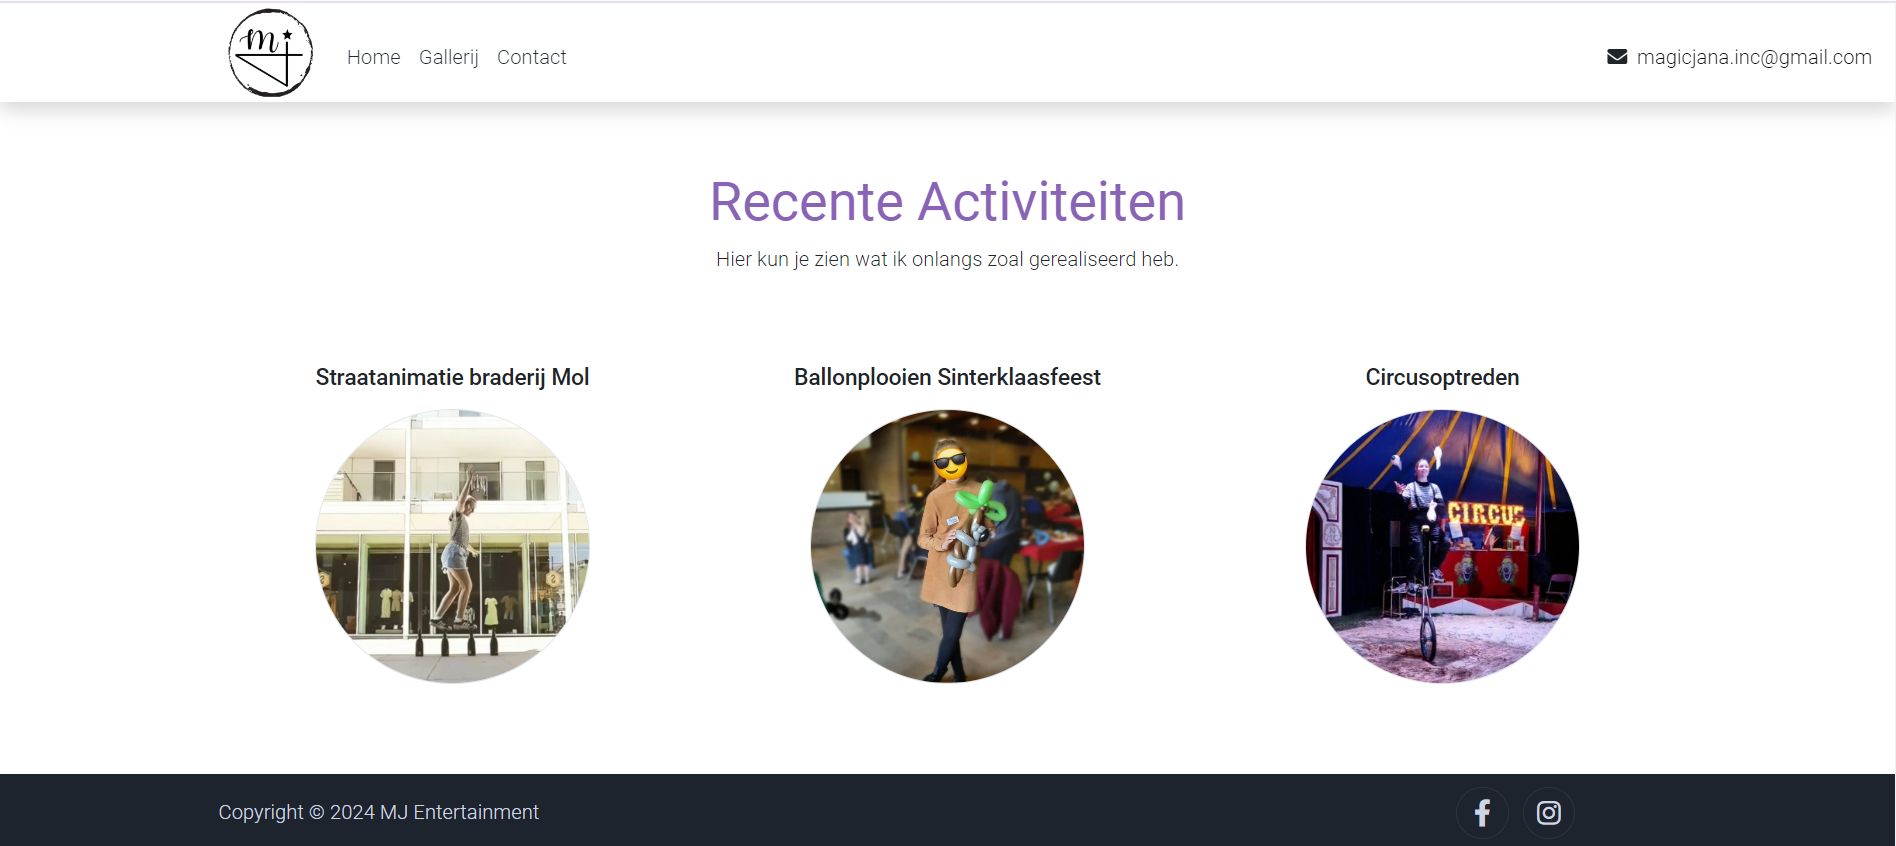 MJ
Home Gallerij Contact
magicjana.inc@gmail.com
Recente Activiteiten
Hier kun je zien wat ik onlangs zoal gerealiseerd heb.
Straatanimatie braderij Mol
Ballonplooien Sinterklaasfeest
Circusoptreden
CIRCUS
Copyright © 2024 MJ Entertainment